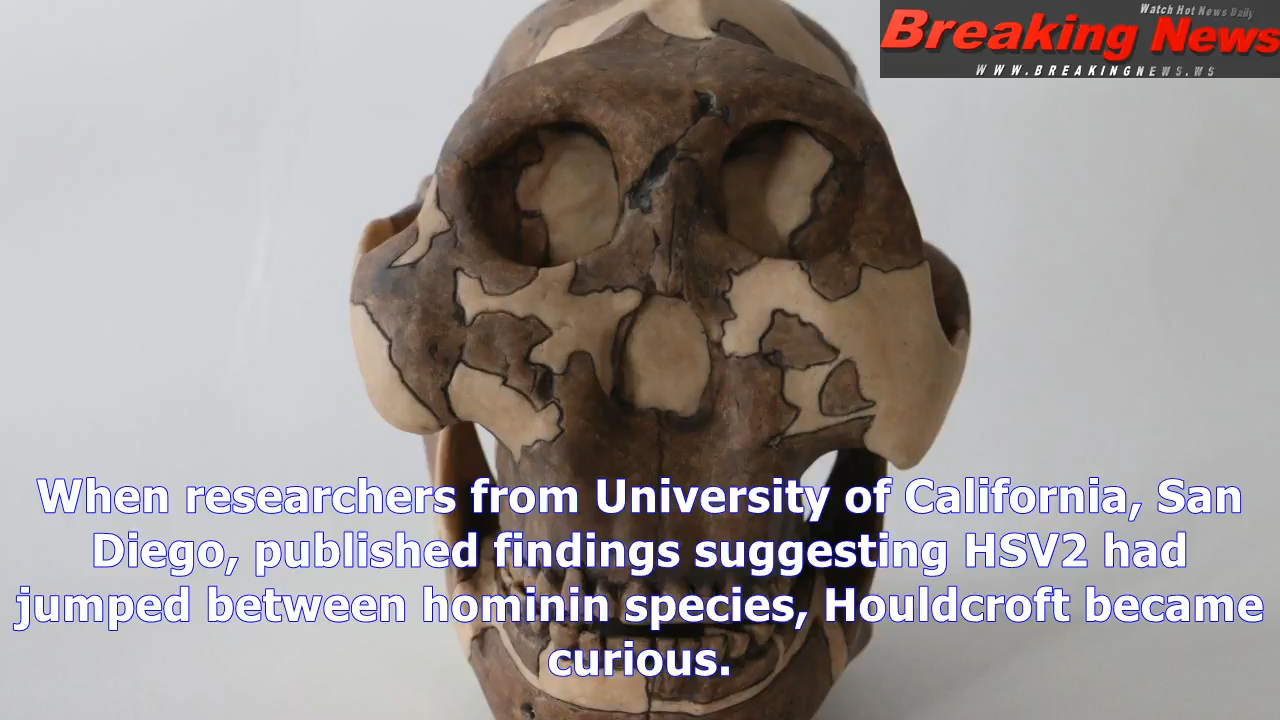 Watch Hot News Daily
Breaking News
WWW.BREAKINGNEWS.WS
When researchers from University of California, San
Diego, published findings suggesting HSV2 had
jumped between hominin species, Houldcroft became
curious.